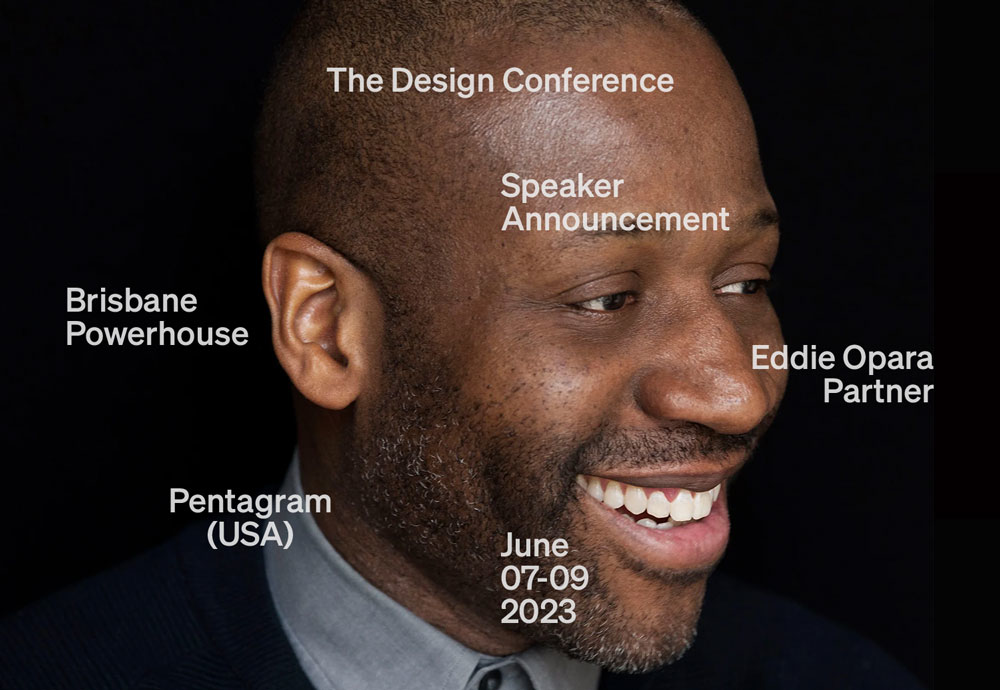 The Design Conference
Speaker
Announcement
Brisbane
Powerhouse
Eddie Opara
Partner
Pentagram
(USA)
June
07-09
2023